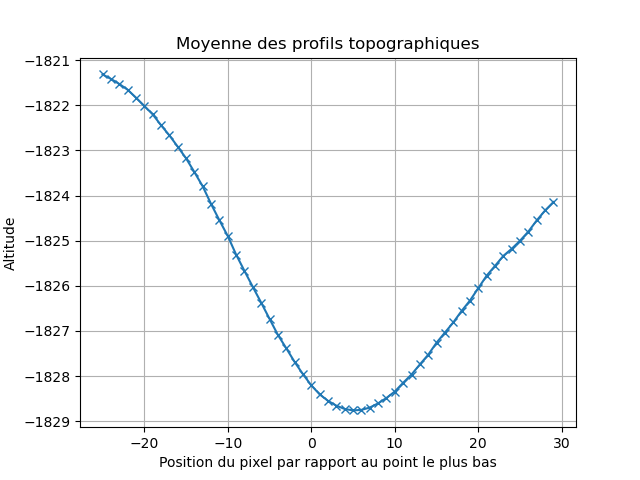 Moyenne des profils topographiques
−1821
−1822
−1823
−1824
−1825
−1826
−1827
−1828
−1829
Altitude
−20 −10 0 10 20 30
Position du pixel par rapport au point le plus bas